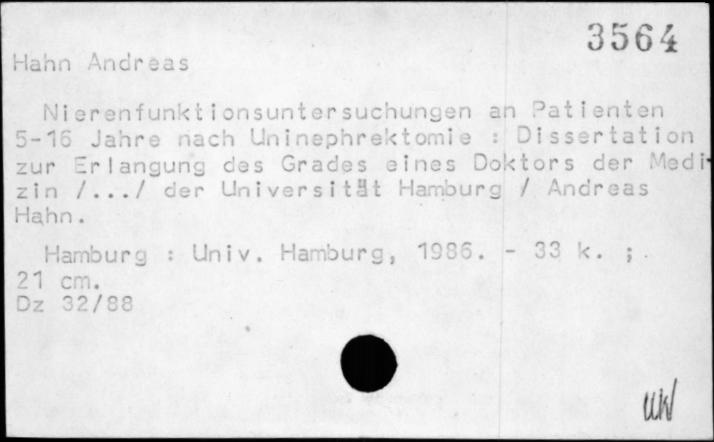 3564
Hahn Andreas
Nierenfunktionsuntersuchungen an Patienten
5-16 Jahre nach Uninephrektomie : Dissertation
zur Erlangung des Grades eines Doktors der Medi-
zin /.../ der Universität Hamburg / Andreas
Hahn.
Hamburg : Univ. Hamburg, 1986. - 33 k. ;
21 cm.
Dz 32/88